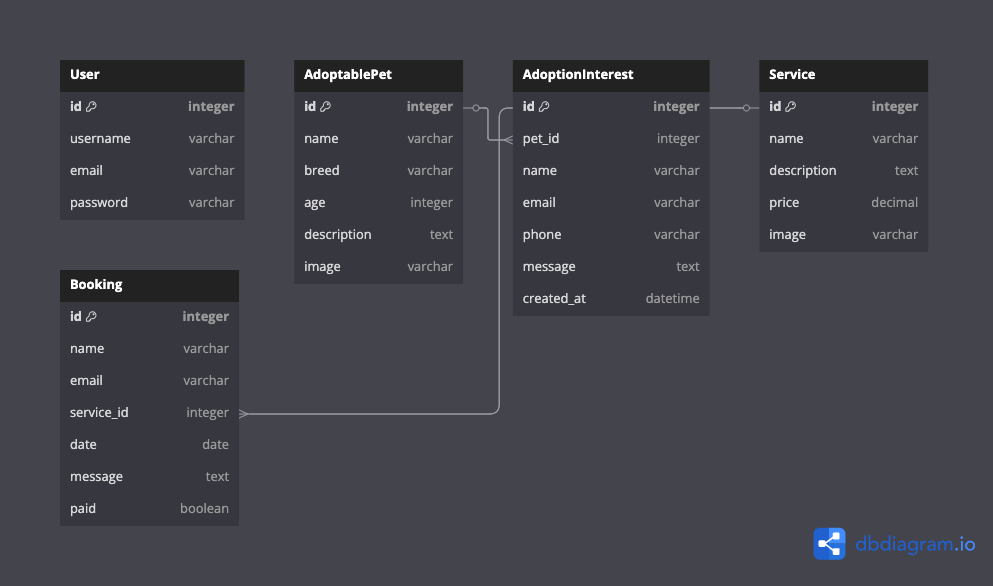 User
id integer
username varchar
email varchar
password varchar
AdoptablePet
id integer
name varchar
breed varchar
age integer
description text
image varchar
AdoptionInterest
id integer
pet_id integer
name varchar
email varchar
phone varchar
message text
created_at datetime
Service
id integer
name varchar
description text
price decimal
image varchar
Booking
id integer
name varchar
email varchar
service_id integer
date date
message text
paid boolean
dbdiagram.io